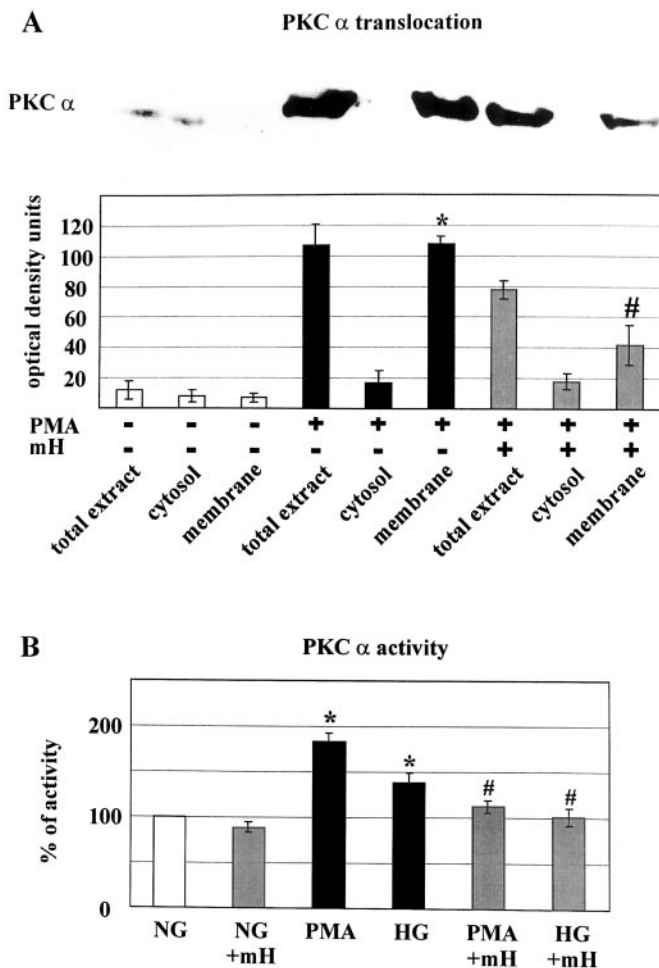 A
PKC α translocation
PKC α
optical density units
120
100
80
60
40
20
*
#
PMA - - - + + + + + +
mH - - - - - - + + +
total extract
cytosol
membrane
total extract
cytosol
membrane
total extract
cytosol
membrane
B
PKC α activity
% of activity
200
100
0
*
*
#
#
NG
NG +mH
PMA
HG
PMA +mH
HG +mH